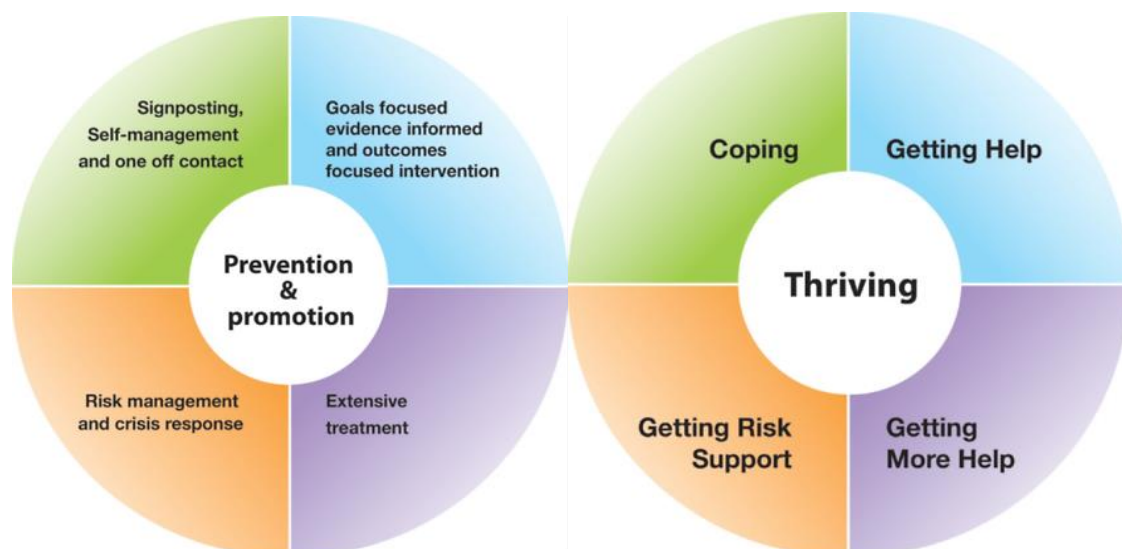 Signposting,
Self-management
and one off contact
Goals focused
evidence informed
and outcomes
focused intervention
Prevention
&
promotion
Risk management
and crisis response
Extensive
treatment
Coping
Getting Help
Thriving
Getting Risk
Support
Getting
More Help